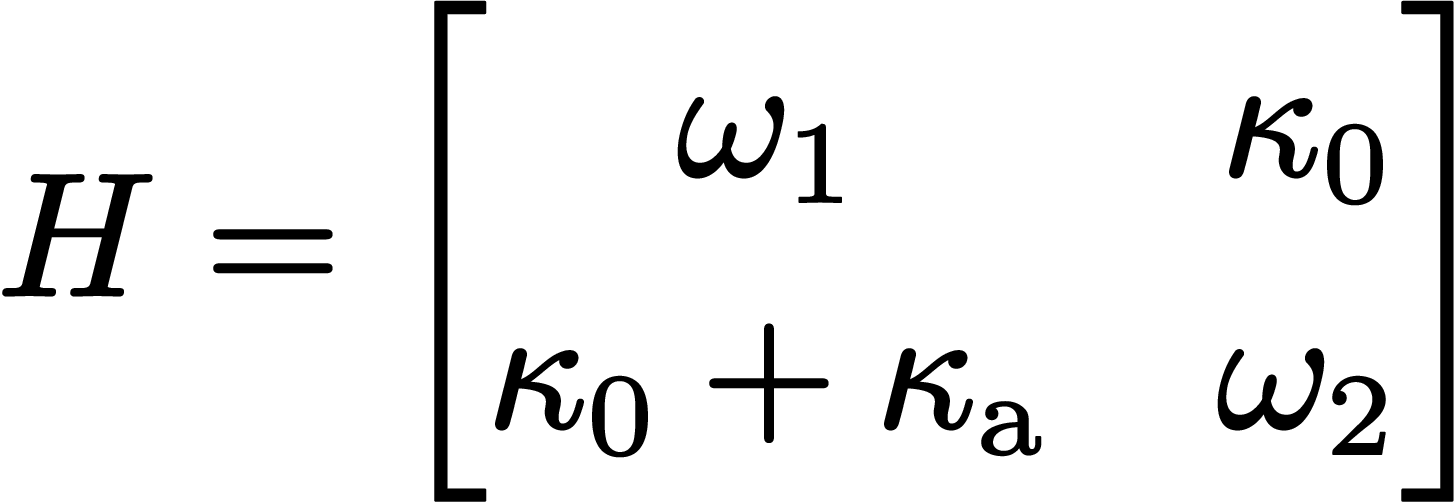 H = [ ω₁ κ₀
κ₀ + κₐ ω₂ ]